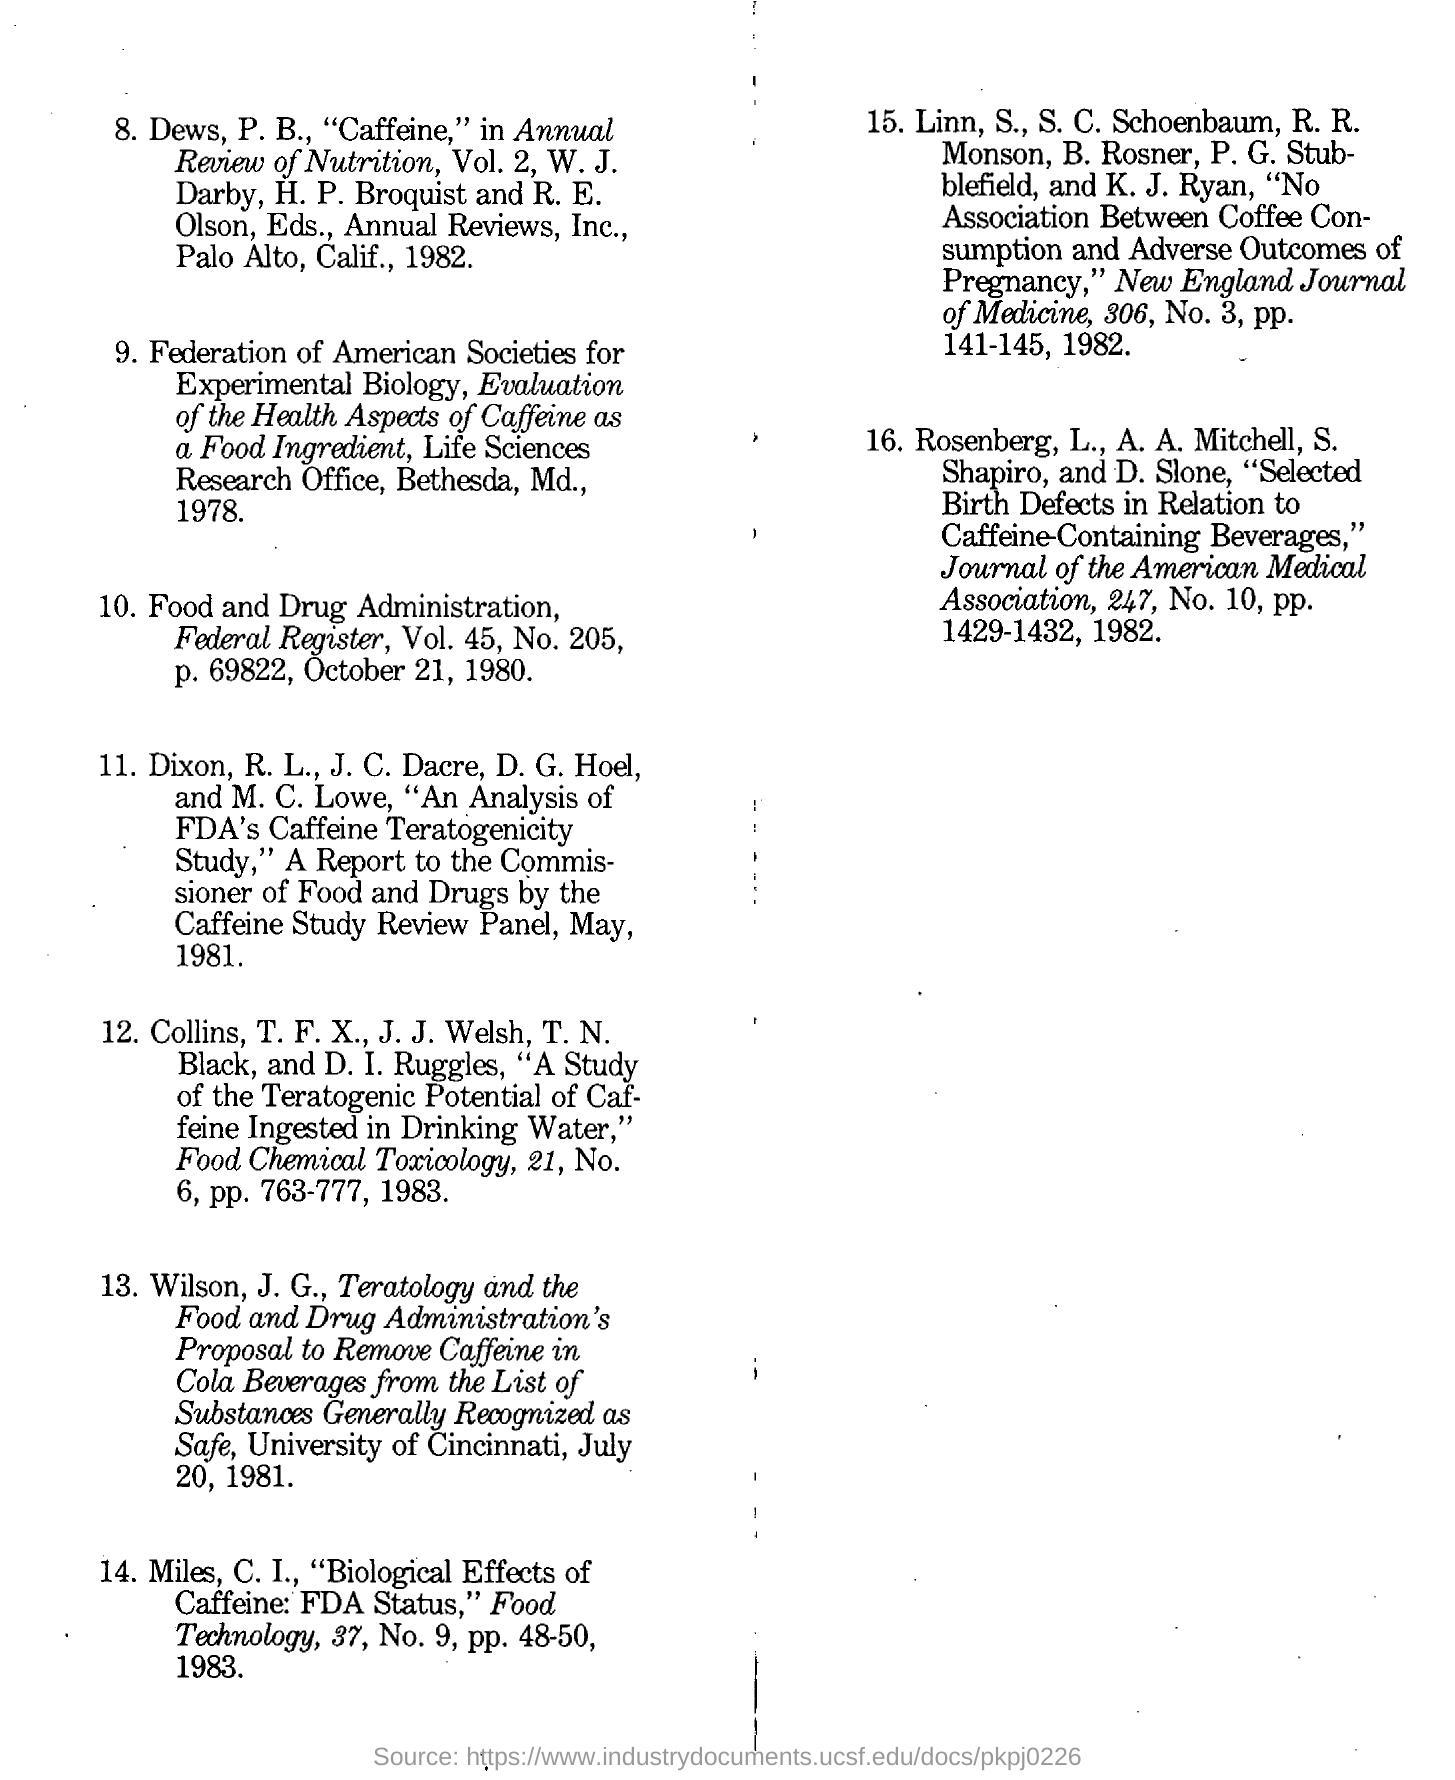 8. Dews, P. B., “Caffeine,” in Annual
Review of Nutrition, Vol. 2, W. J.
Darby, H. P. Broquist and R. E.
Olson, Eds., Annual Reviews, Inc.,
Palo Alto, Calif., 1982.
9. Federation of American Societies for
Experimental Biology, Evaluation
of the Health Aspects of Caffeine as
a Food Ingredient, Life Sciences
Research Office, Bethesda, Md.,
1978.
10. Food and Drug Administration,
Federal Register, Vol. 45, No. 205,
p. 69822, October 21, 1980.
11. Dixon, R. L., J. C. Dacre, D. G. Hoel,
and M. C. Lowe, “An Analysis of
FDA’s Caffeine Teratogenicity
Study,” A Report to the Commis-
sioner of Food and Drugs by the
Caffeine Study Review Panel, May,
1981.
12. Collins, T. F. X., J. J. Welsh, T. N.
Black, and D. I. Ruggles, “A Study
of the Teratogenic Potential of Caf-
feine Ingested in Drinking Water,”
Food Chemical Toxicology, 21, No.
6, pp. 763-777, 1983.
13. Wilson, J. G., Teratology and the
Food and Drug Administration’s
Proposal to Remove Caffeine in
Cola Beverages from the List of
Substances Generally Recognized as
Safe, University of Cincinnati, July
20, 1981.
14. Miles, C. I., “Biological Effects of
Caffeine: FDA Status,” Food
Technology, 37, No. 9, pp. 48-50,
1983.
15. Linn, S., S. C. Schoenbaum, R. R.
Monson, B. Rosner, P. G. Stub-
blefield, and K. J. Ryan, “No
Association Between Coffee Con-
sumption and Adverse Outcomes of
Pregnancy,” New England Journal
of Medicine, 306, No. 3, pp.
141-145, 1982.
16. Rosenberg, L., A. A. Mitchell, S.
Shapiro, and D. Slone, “Selected
Birth Defects in Relation to
Caffeine-Containing Beverages,”
Journal of the American Medical
Association, 247, No. 10, pp.
1429-1432, 1982.
Source: https://www.industrydocuments.ucsf.edu/docs/pkpj0226